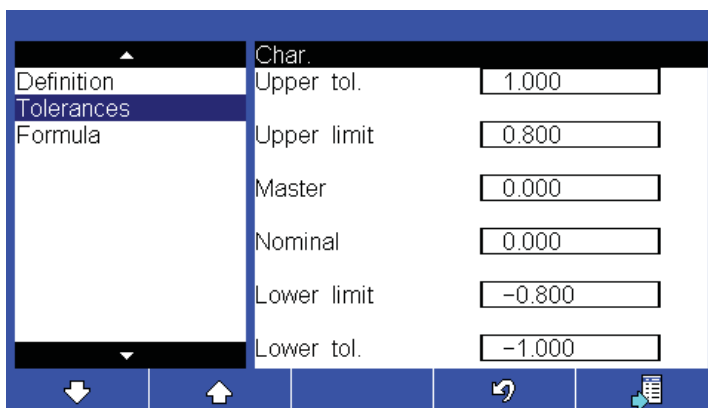 Char.
Definition
Tolerances
Formula
Upper tol. 1.000
Upper limit 0.800
Master 0.000
Nominal 0.000
Lower limit −0.800
Lower tol. −1.000